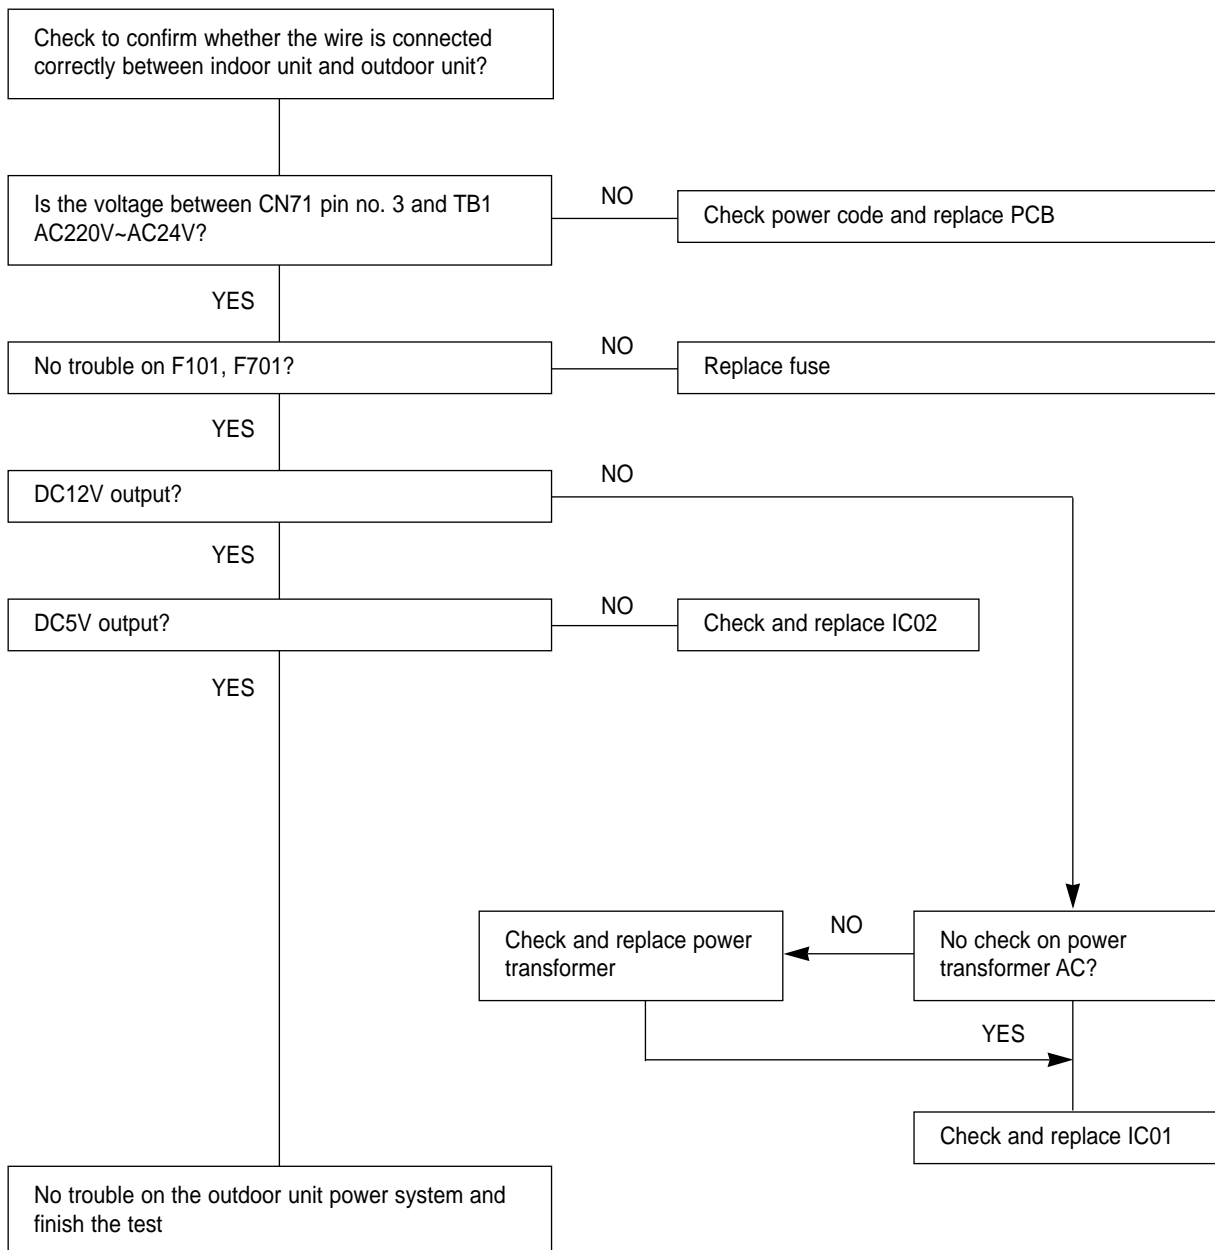 Check to confirm whether the wire is connected
correctly between indoor unit and outdoor unit?
Is the voltage between CN71 pin no. 3 and TB1
AC220V~AC24V?
NO
Check power code and replace PCB
YES
No trouble on F101, F701?
NO
Replace fuse
YES
DC12V output?
NO
YES
DC5V output?
NO
Check and replace IC02
YES
Check and replace power
transformer
NO
No check on power
transformer AC?
YES
Check and replace IC01
No trouble on the outdoor unit power system and
finish the test